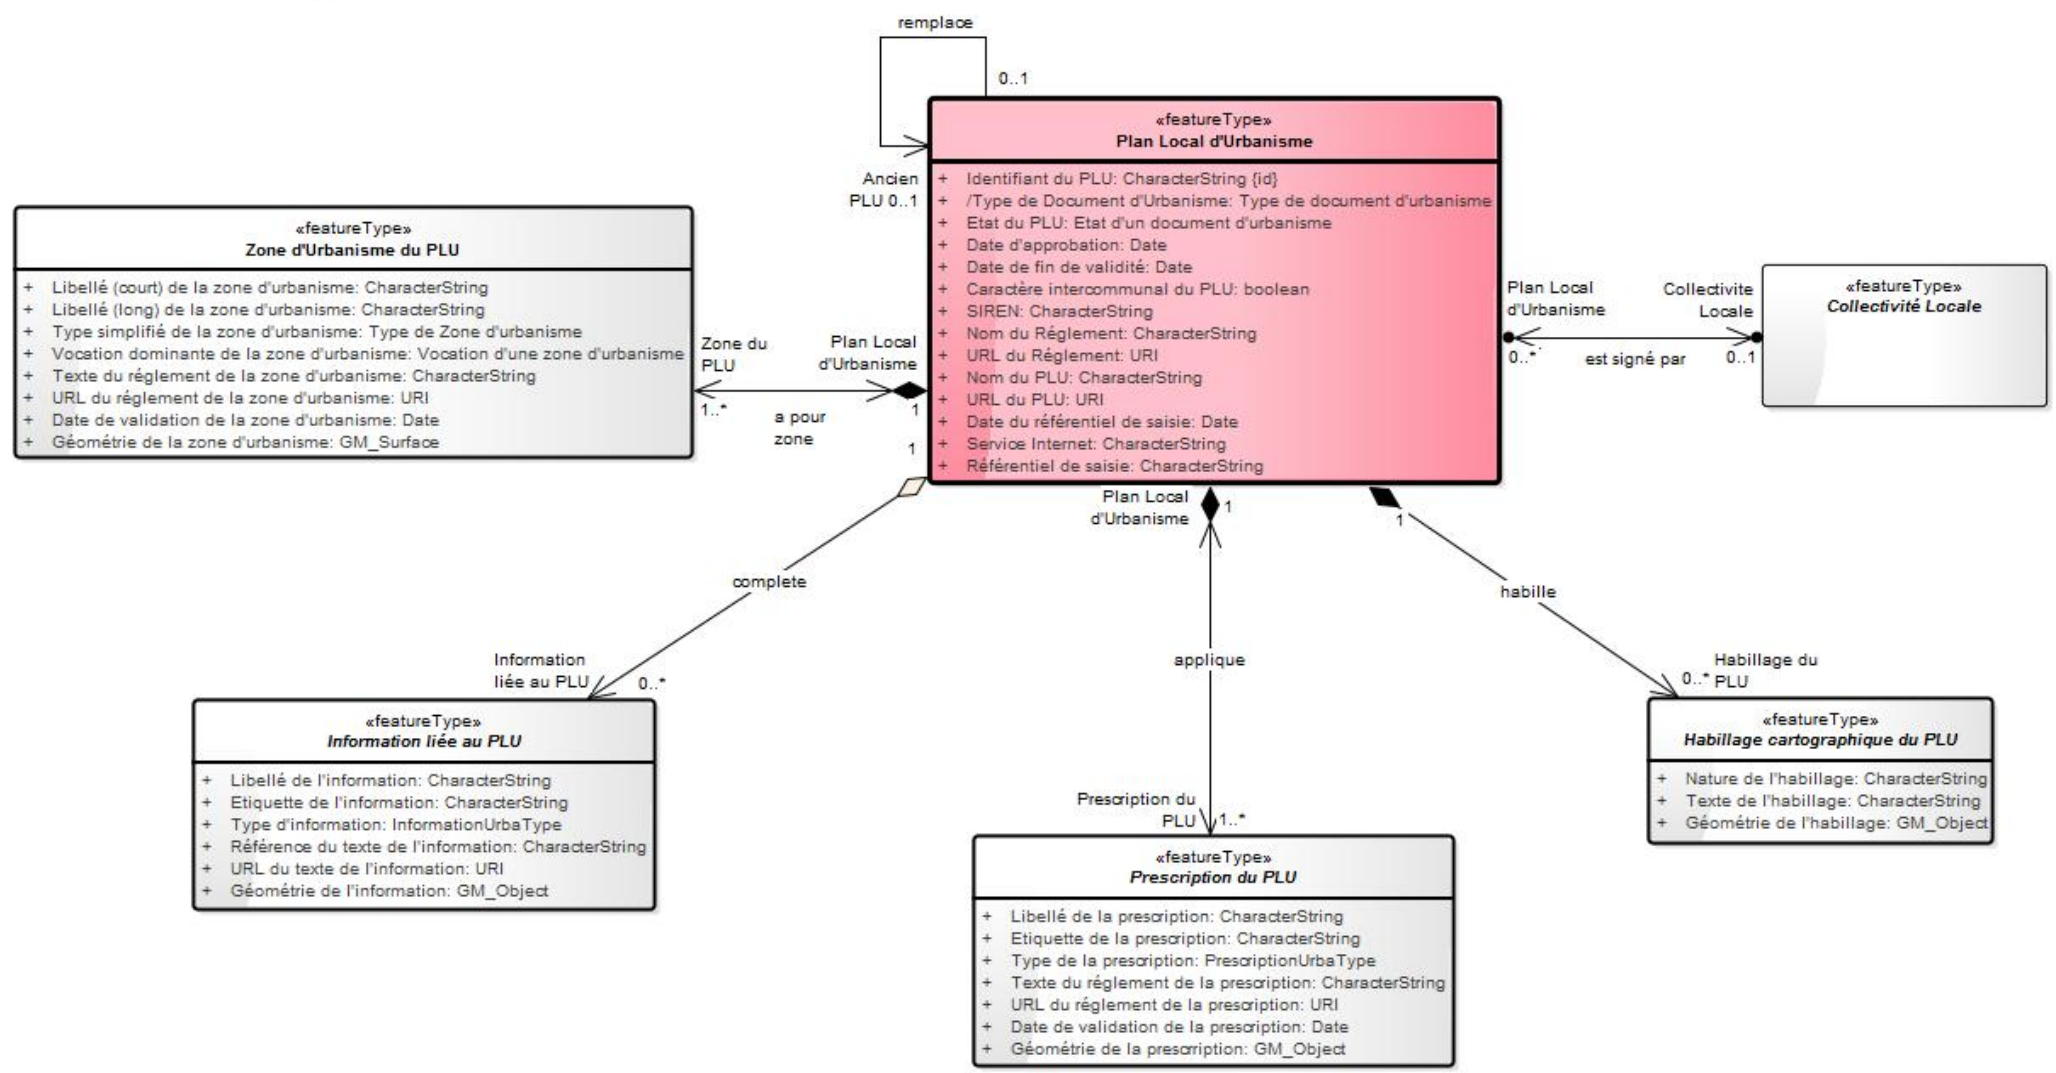 remplace
0..1
«featureType»
Plan Local d'Urbanisme
Ancien
PLU 0..1
+ Identifiant du PLU: CharacterString {id}
+ /Type de Document d'Urbanisme: Type de document d'urbanisme
+ Etat du PLU: Etat d'un document d'urbanisme
+ Date d'approbation: Date
+ Date de fin de validité: Date
+ Caractère intercommunal du PLU: boolean
+ SIREN: CharacterString
+ Nom du Réglement: CharacterString
+ URL du Réglement: URI
+ Nom du PLU: CharacterString
+ URL du PLU: URI
+ Date du référentiel de saisie: Date
+ Service Internet: CharacterString
+ Référentiel de saisie: CharacterString
«featureType»
Zone d'Urbanisme du PLU
+ Libellé (court) de la zone d'urbanisme: CharacterString
+ Libellé (long) de la zone d'urbanisme: CharacterString
+ Type simplifié de la zone d'urbanisme: Type de Zone d'urbanisme
+ Vocation dominante de la zone d'urbanisme: Vocation d'une zone d'urbanisme
+ Texte du réglement de la zone d'urbanisme: CharacterString
+ URL du réglement de la zone d'urbanisme: URI
+ Date de validation de la zone d'urbanisme: Date
+ Géométrie de la zone d'urbanisme: GM_Surface
Zone du
PLU
1..*
a pour
zone
Plan Local
d'Urbanisme
1
1
Plan Local
d'Urbanisme
0..*
est signé par
Collectivite
Locale
0..1
«featureType»
Collectivité Locale
Plan Local
d'Urbanisme
1
1
complete
applique
habille
Information
liée au PLU
0..*
«featureType»
Information liée au PLU
+ Libellé de l'information: CharacterString
+ Etiquette de l'information: CharacterString
+ Type d'information: InformationUrbaType
+ Référence du texte de l'information: CharacterString
+ URL du texte de l'information: URI
+ Géométrie de l'information: GM_Object
Prescription du
PLU
1..*
«featureType»
Prescription du PLU
+ Libellé de la prescription: CharacterString
+ Etiquette de la prescription: CharacterString
+ Type de la prescription: PrescriptionUrbaType
+ Texte du réglement de la prescription: CharacterString
+ URL du réglement de la prescription: URI
+ Date de validation de la prescription: Date
+ Géométrie de la prescrription: GM_Object
Habillage du
0..* PLU
«featureType»
Habillage cartographique du PLU
+ Nature de l'habillage: CharacterString
+ Texte de l'habillage: CharacterString
+ Géométrie de l'habillage: GM_Object